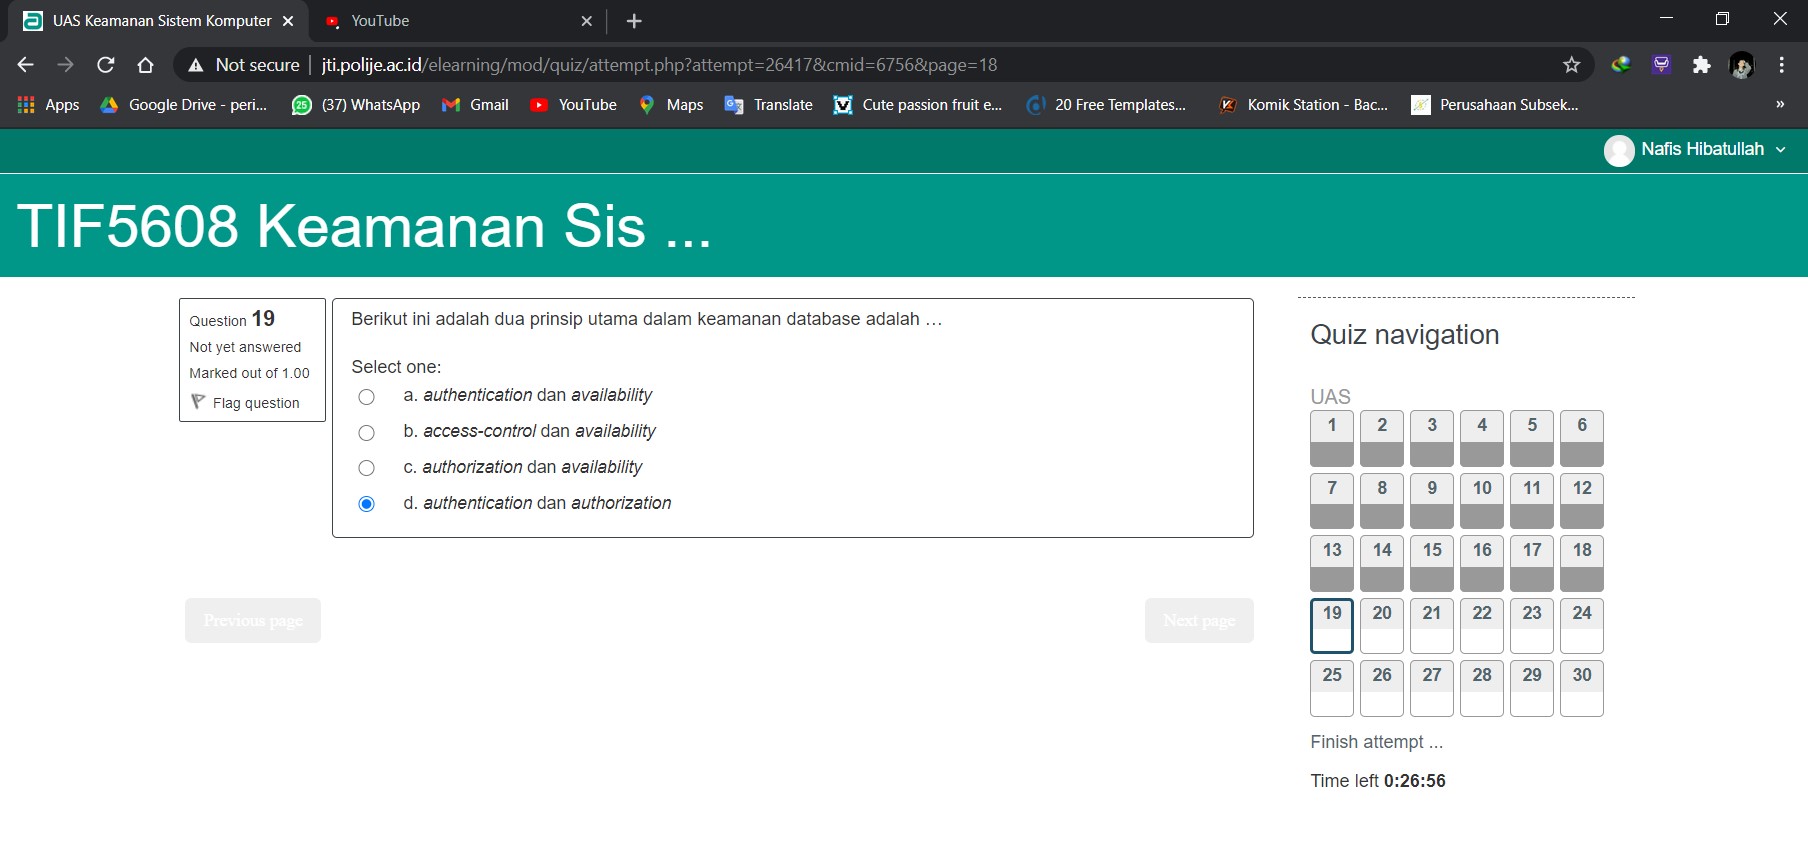 UAS Keamanan Sistem Komputer
YouTube
Not secure
jti.polije.ac.id/elearning/mod/quiz/attempt.php?attempt=26417&cmid=6756&page=18
Apps
Google Drive - peri...
25
(37) WhatsApp
Gmail
YouTube
Maps
Translate
Cute passion fruit e...
20 Free Templates...
Komik Station - Bac...
Perusahaan Subsek...
»
Nafis Hibatullah
TIF5608 Keamanan Sis ...
Question 19
Not yet answered
Marked out of 1.00
Flag question
Berikut ini adalah dua prinsip utama dalam keamanan database adalah …
Select one:
a. authentication dan availability
b. access-control dan availability
c. authorization dan availability
d. authentication dan authorization
Previous page
Next page
Quiz navigation
UAS
1 2 3 4 5 6
7 8 9 10 11 12
13 14 15 16 17 18
19 20 21 22 23 24
25 26 27 28 29 30
Finish attempt ...
Time left 0:26:56